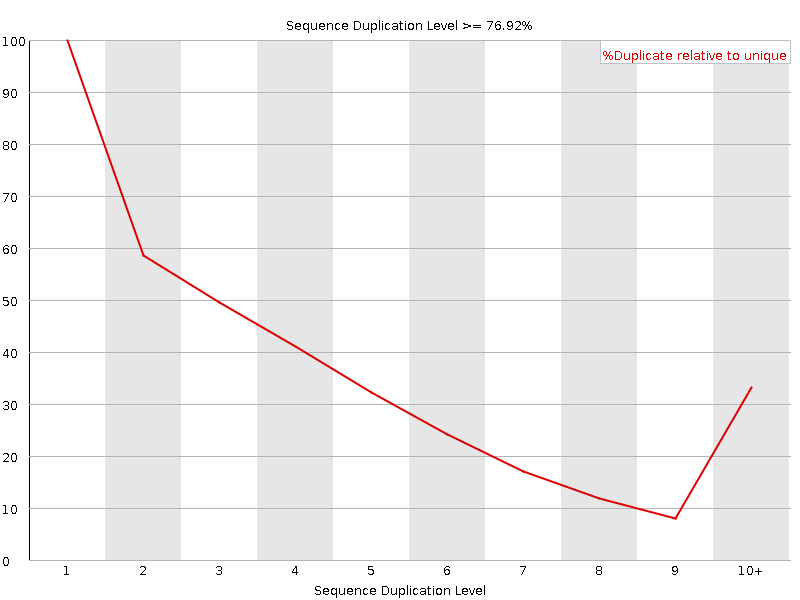 Sequence Duplication Level >= 76.92%
%Duplicate relative to unique
100
90
80
70
60
50
40
30
20
10
0
1 2 3 4 5 6 7 8 9 10+
Sequence Duplication Level